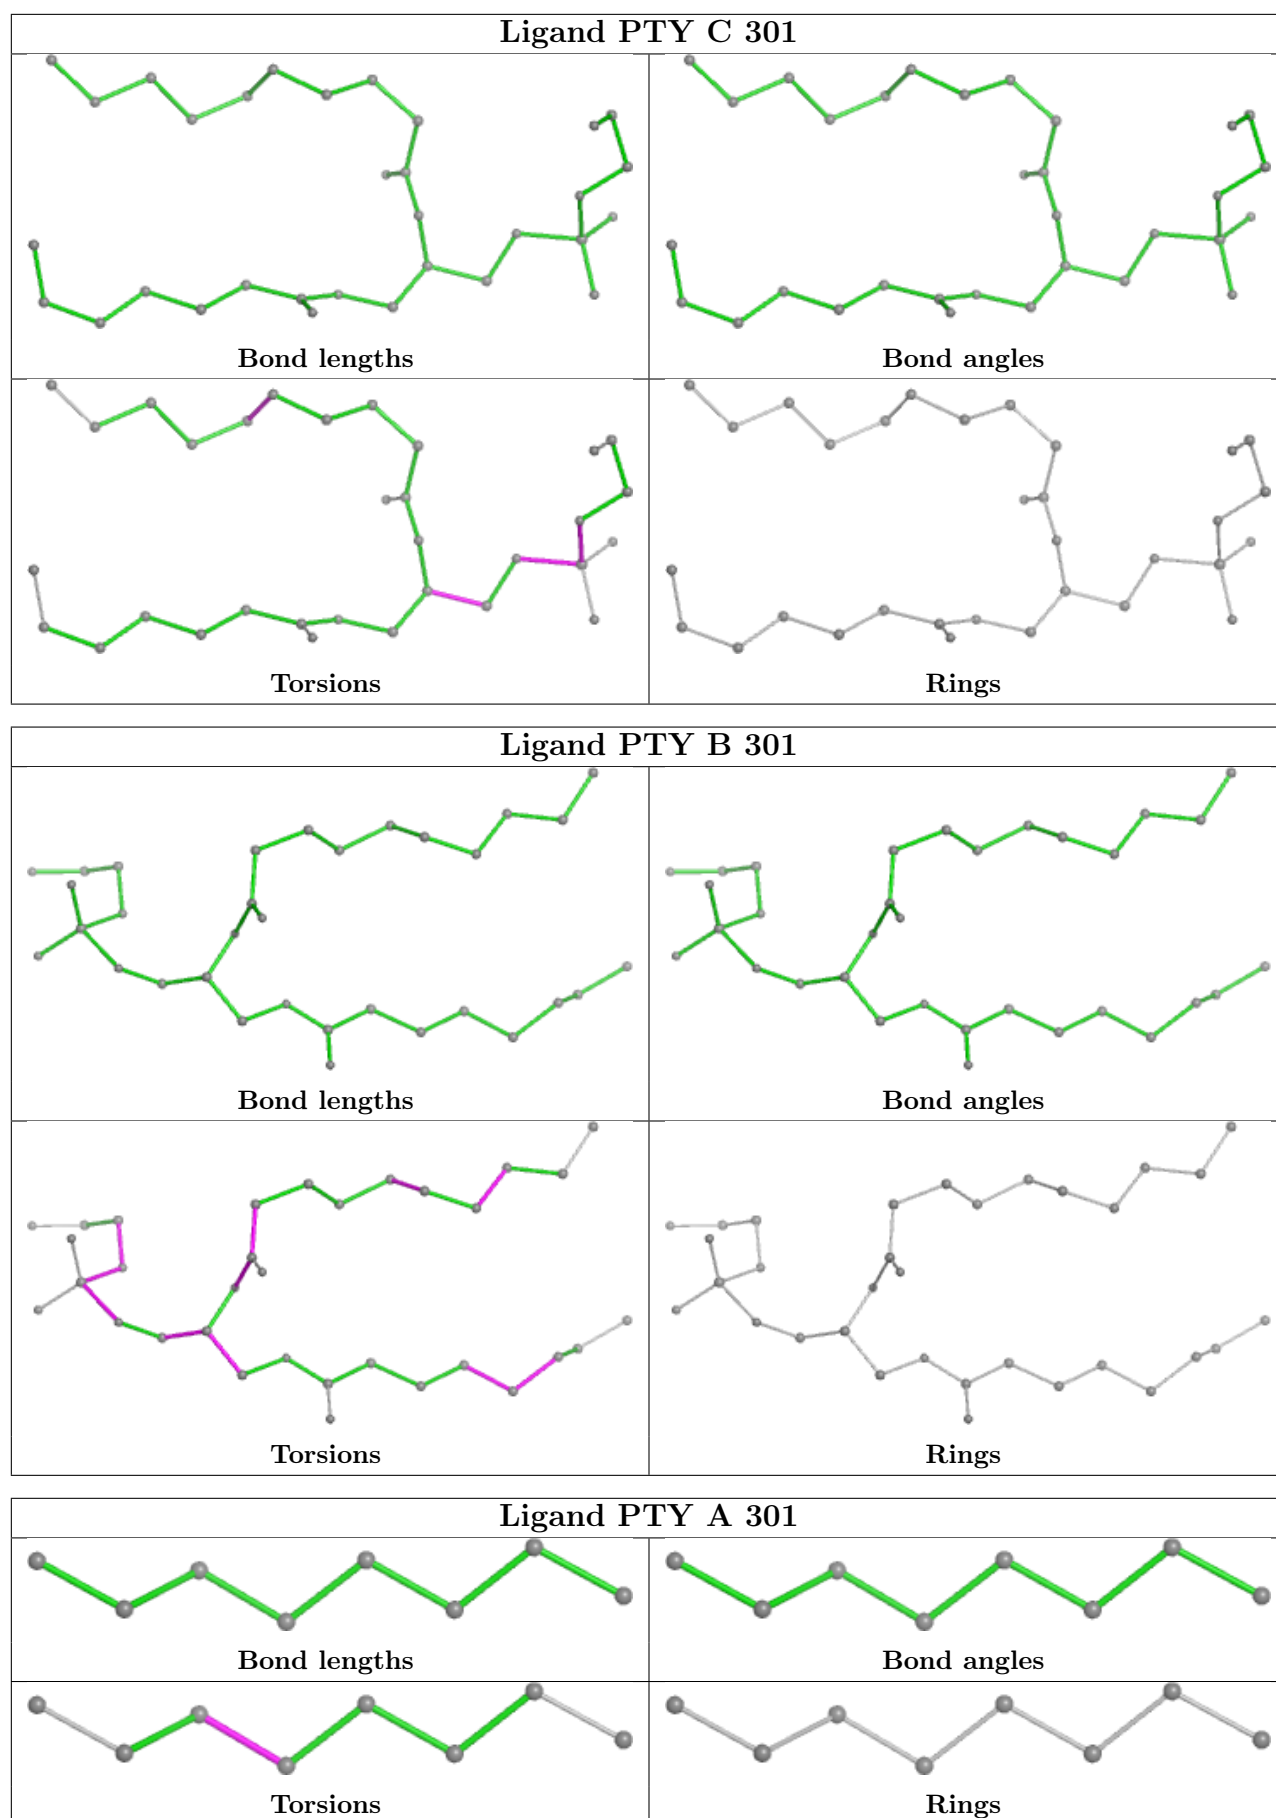 Ligand PTY C 301
Bond lengths
Bond angles
Torsions
Rings
Ligand PTY B 301
Bond lengths
Bond angles
Torsions
Rings
Ligand PTY A 301
Bond lengths
Bond angles
Torsions
Rings